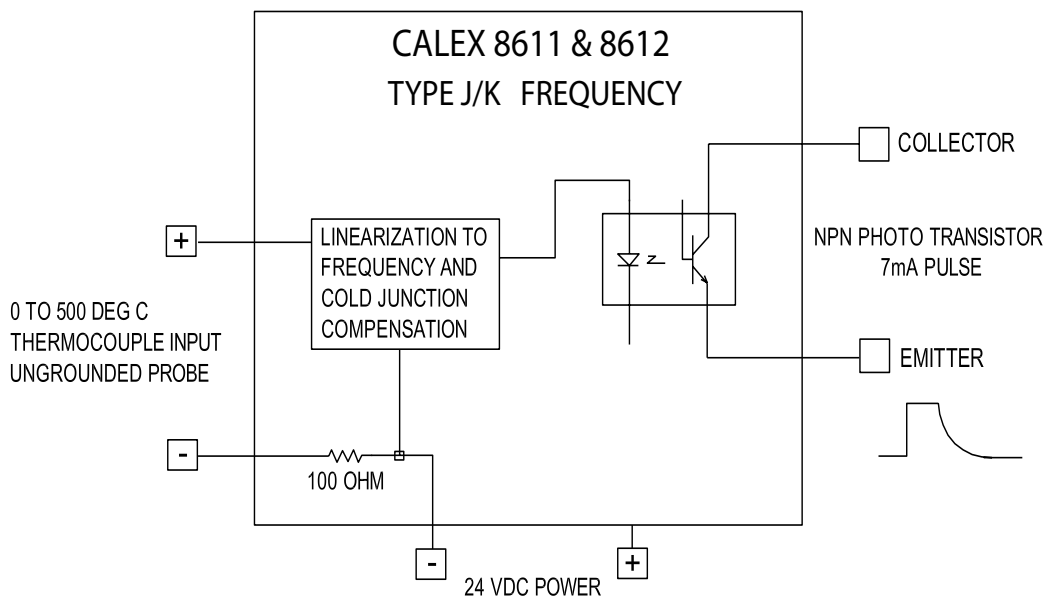 CALEX 8611 & 8612
TYPE J/K FREQUENCY
COLLECTOR
+
LINEARIZATION TO
FREQUENCY AND
COLD JUNCTION
COMPENSATION
NPN PHOTO TRANSISTOR
7mA PULSE
0 TO 500 DEG C
THERMOCOUPLE INPUT
UNGROUNDED PROBE
EMITTER
-
100 OHM
-
+
24 VDC POWER